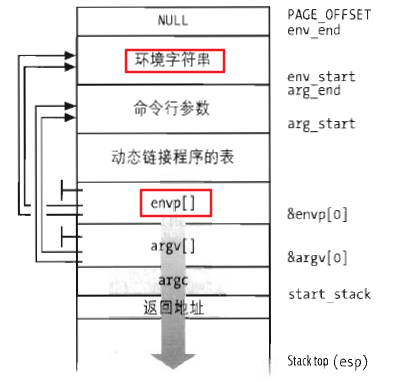 NULL
PAGE_OFFSET
env_end
环境字符串
env_start
arg_end
命令行参数
arg_start
动态链接程序的表
envp[]
&envp[0]
argv[]
&argv[0]
argc
start_stack
返回地址
Stack top (esp)